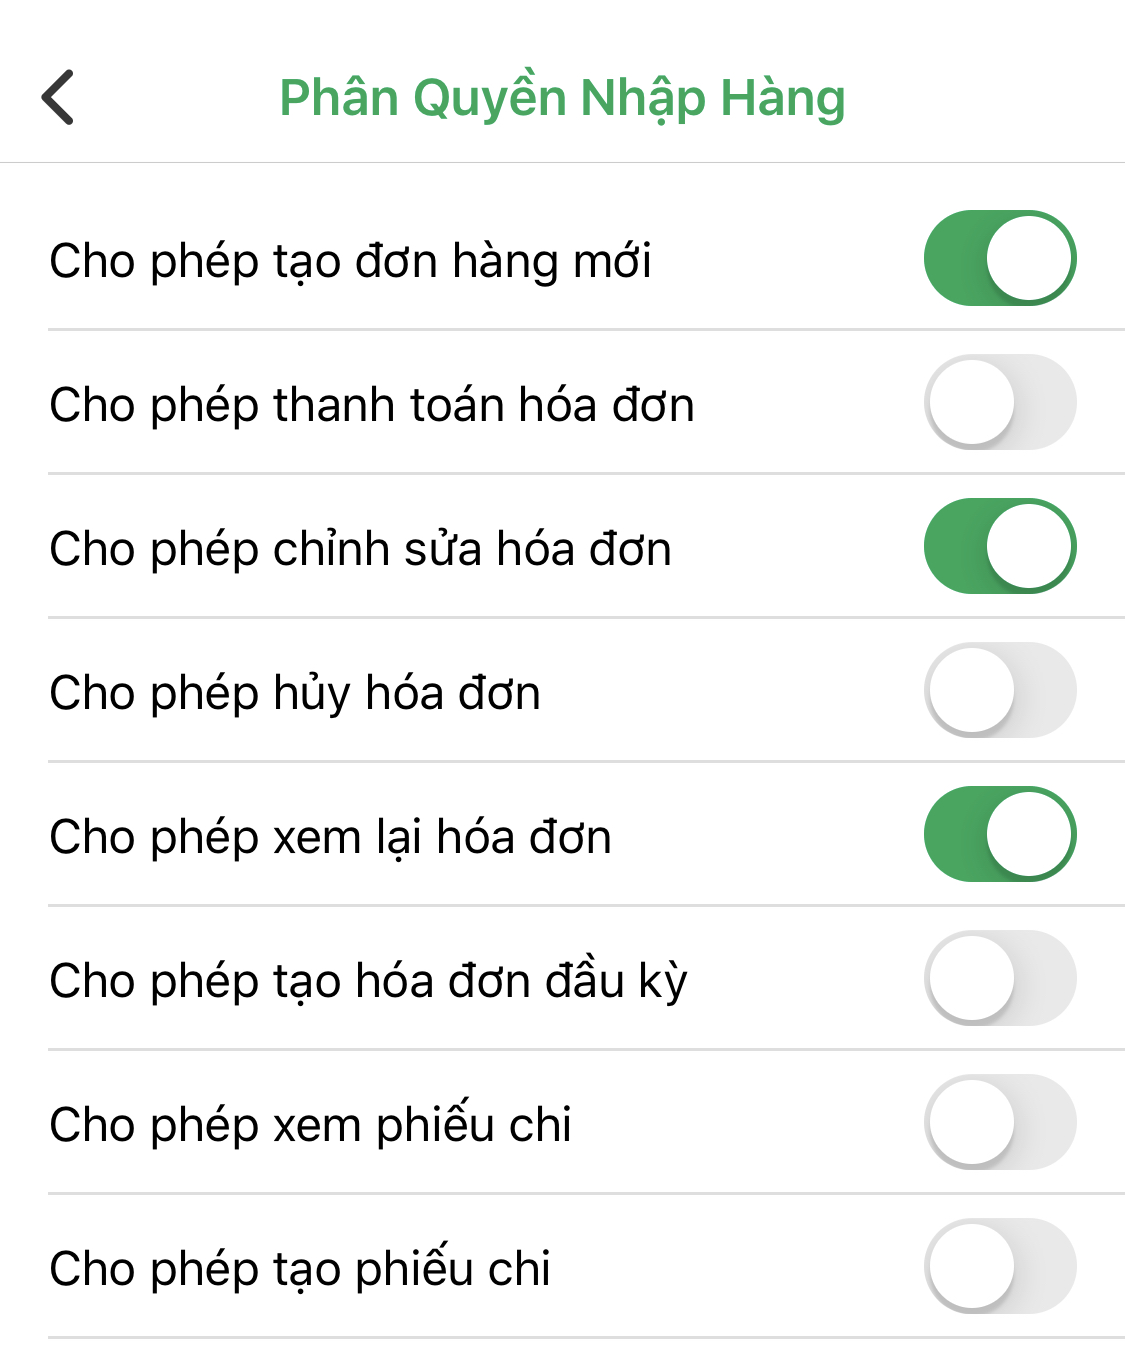 Phân Quyền Nhập Hàng
Cho phép tạo đơn hàng mới
Cho phép thanh toán hóa đơn
Cho phép chỉnh sửa hóa đơn
Cho phép hủy hóa đơn
Cho phép xem lại hóa đơn
Cho phép tạo hóa đơn đầu kỳ
Cho phép xem phiếu chi
Cho phép tạo phiếu chi